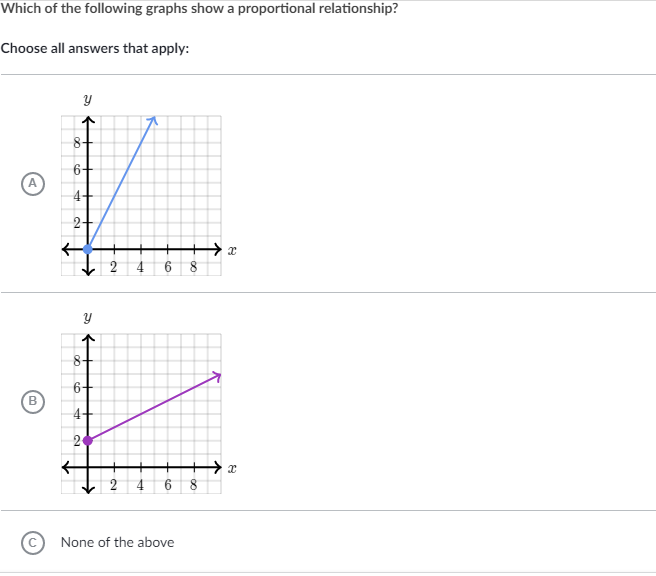 Which of the following graphs show a proportional relationship?
Choose all answers that apply:
A
y
8
6
4
2
x
2 4 6 8
B
y
8
6
4
2
x
2 4 6 8
C None of the above